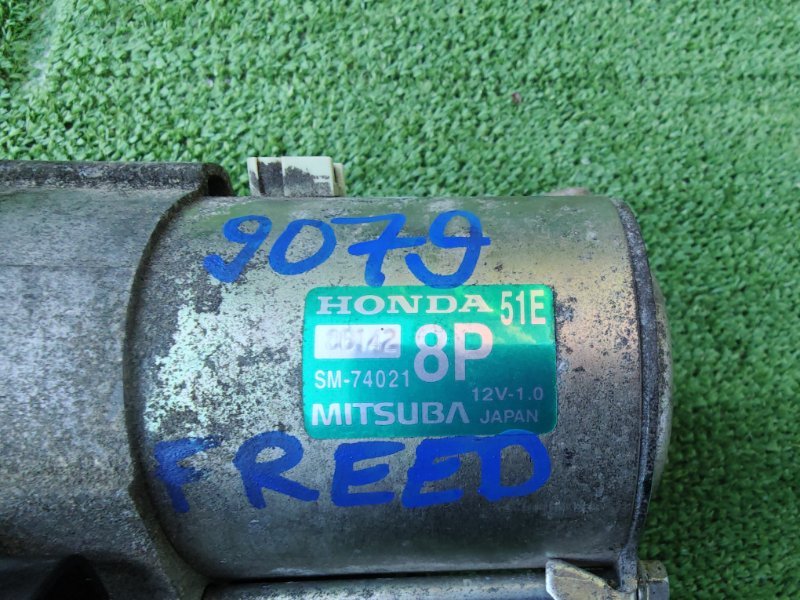 9079
HONDA 51E
8P
SM-74021
12V-1.0
MITSUBA JAPAN
FREED